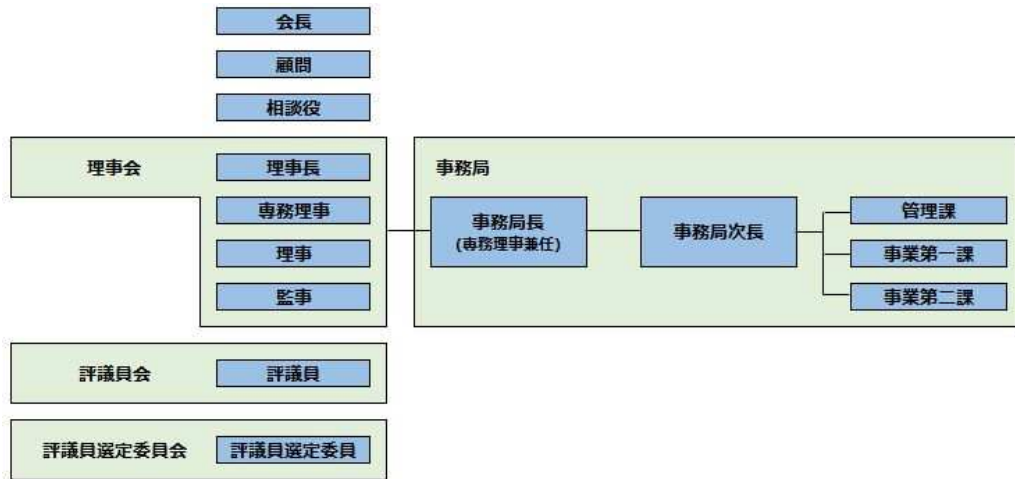 会長
顧問
相談役
理事会
理事長
専務理事
理事
監事
事務局
事務局長
(専務理事兼任)
事務局次長
管理課
事業第一課
事業第二課
評議員会
評議員
評議員選定委員会
評議員選定委員